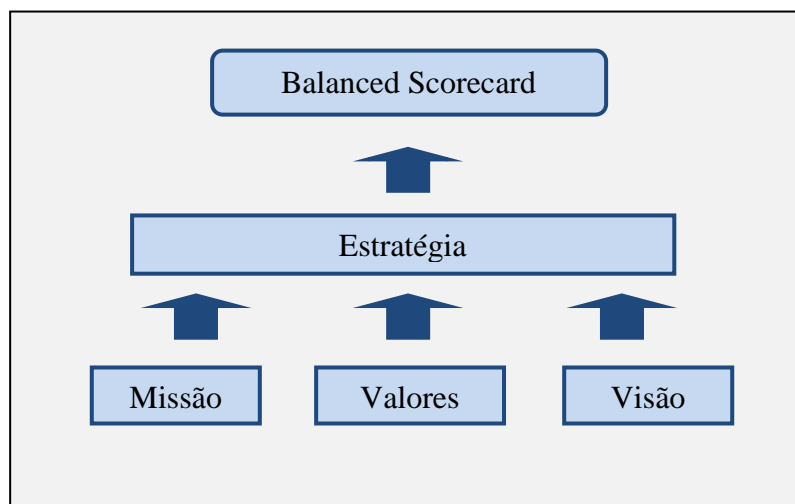 Balanced Scorecard
Estratégia
Missão
Valores
Visão